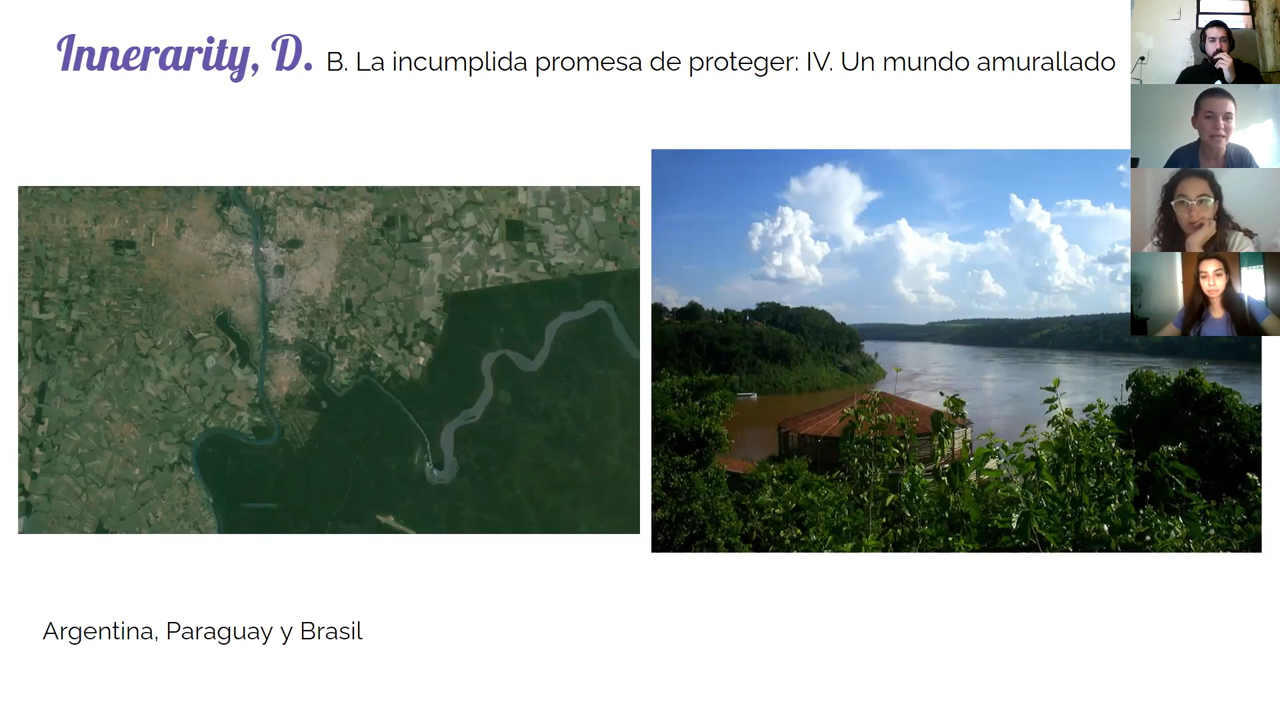 Innerarity, D. B. La incumplida promesa de proteger: IV. Un mundo amurallado
Argentina, Paraguay y Brasil